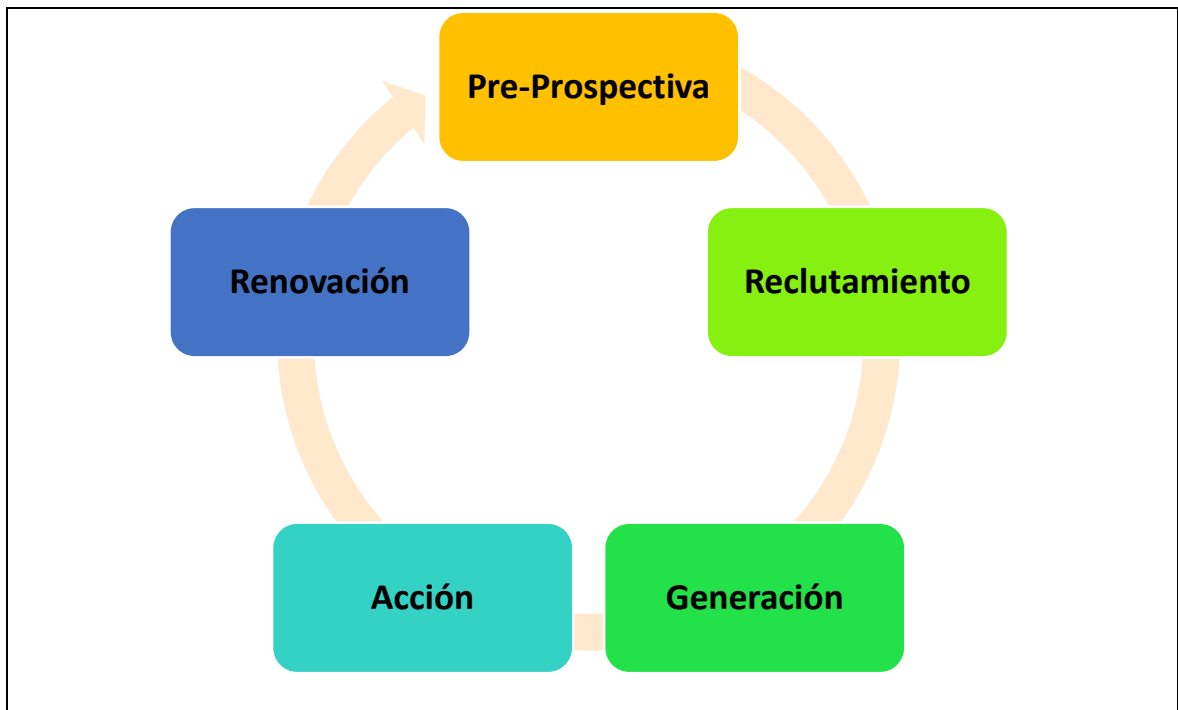 Pre-Prospectiva
Reclutamiento
Generación
Acción
Renovación